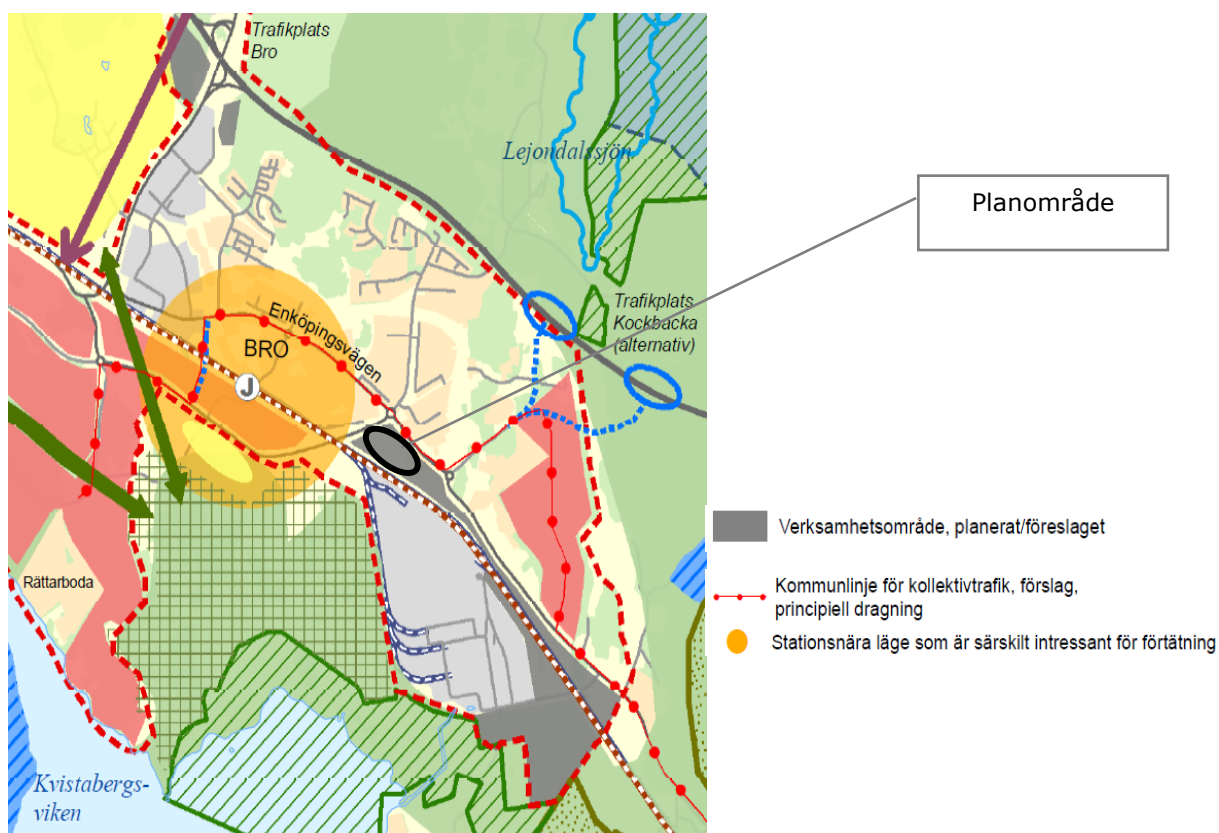 Trafikplats
Bro
Lejondalssjön
Planområde
Trafikplats
Kockbacka
(alternativ)
Enköpingsvägen
BRO
J
Verksamhetsområde, planerat/föreslaget
Rättarboda
Kommunlinje för kollektivtrafik, förslag,
principiell dragning
Stationsnära läge som är särskilt intressant för förtätning
Kvistabergs-
viken